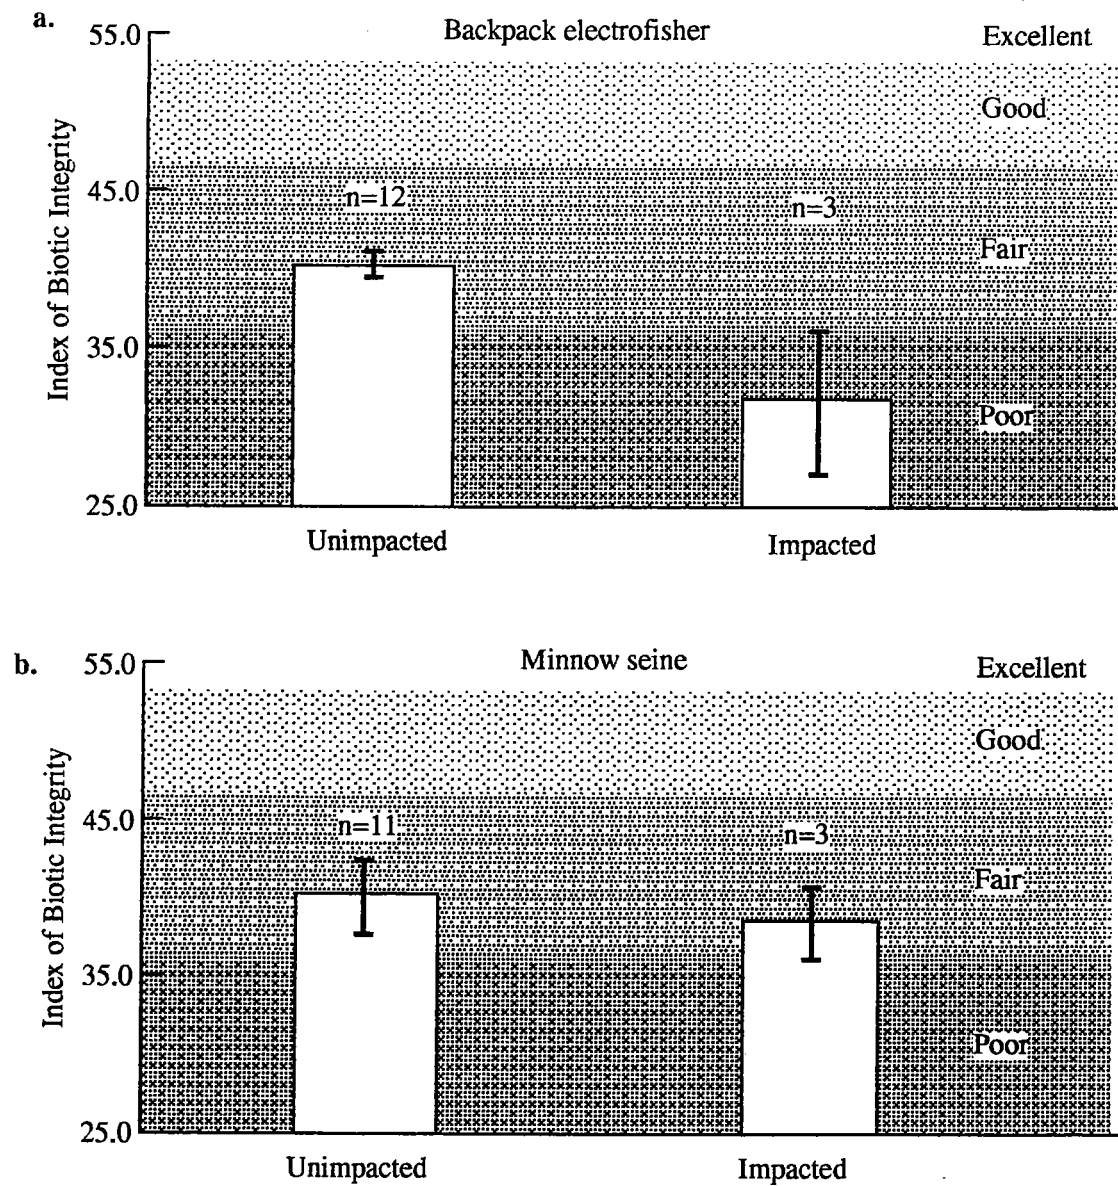 a.
Backpack electrofisher
55.0
Excellent
Good
45.0
n=12
n=3
Fair
Index of Biotic Integrity
35.0
Poor
25.0
Unimpacted
Impacted
b.
Minnow seine
55.0
Excellent
Good
45.0
n=11
n=3
Fair
Index of Biotic Integrity
35.0
Poor
25.0
Unimpacted
Impacted